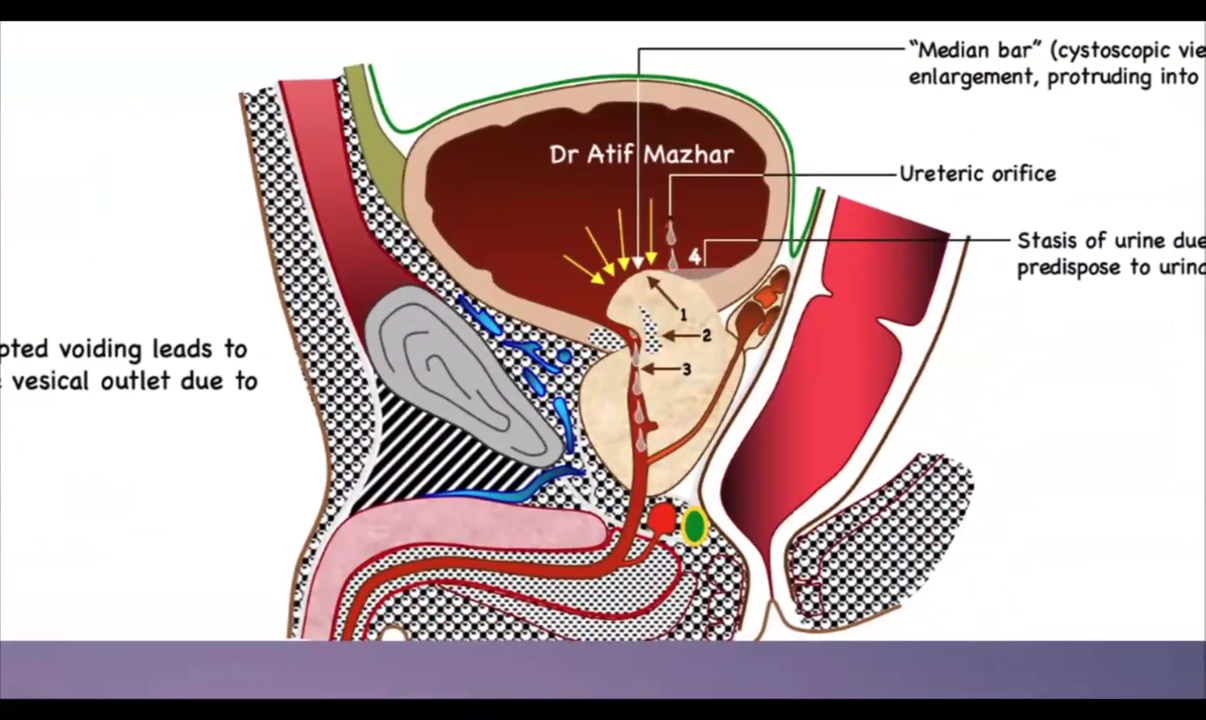 “Median bar” (cystoscopic vie
enlargement, protruding into
Dr Atif Mazhar
Ureteric orifice
4
Stasis of urine due
predispose to urina
1
2
3
pted voiding leads to
vesical outlet due to